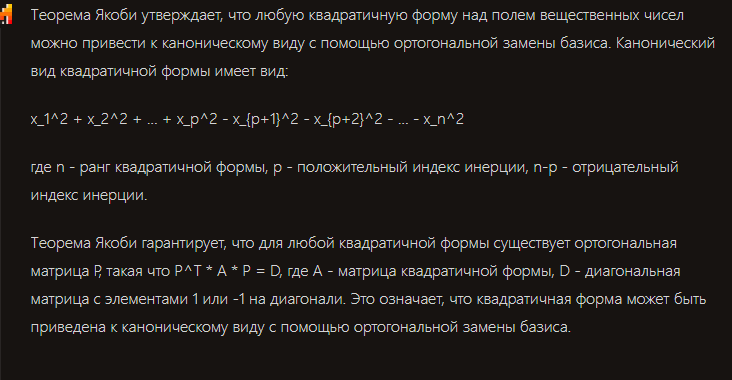 Теорема Якоби утверждает, что любую квадратичную форму над полем вещественных чисел
можно привести к каноническому виду с помощью ортогональной замены базиса. Канонический
вид квадратичной формы имеет вид:
x_1^2 + x_2^2 + ... + x_p^2 - x_{p+1}^2 - x_{p+2}^2 - ... - x_n^2
где n - ранг квадратичной формы, p - положительный индекс инерции, n-p - отрицательный
индекс инерции.
Теорема Якоби гарантирует, что для любой квадратичной формы существует ортогональная
матрица P, такая что P^T * A * P = D, где A - матрица квадратичной формы, D - диагональная
матрица с элементами 1 или -1 на диагонали. Это означает, что квадратичная форма может быть
приведена к каноническому виду с помощью ортогональной замены базиса.